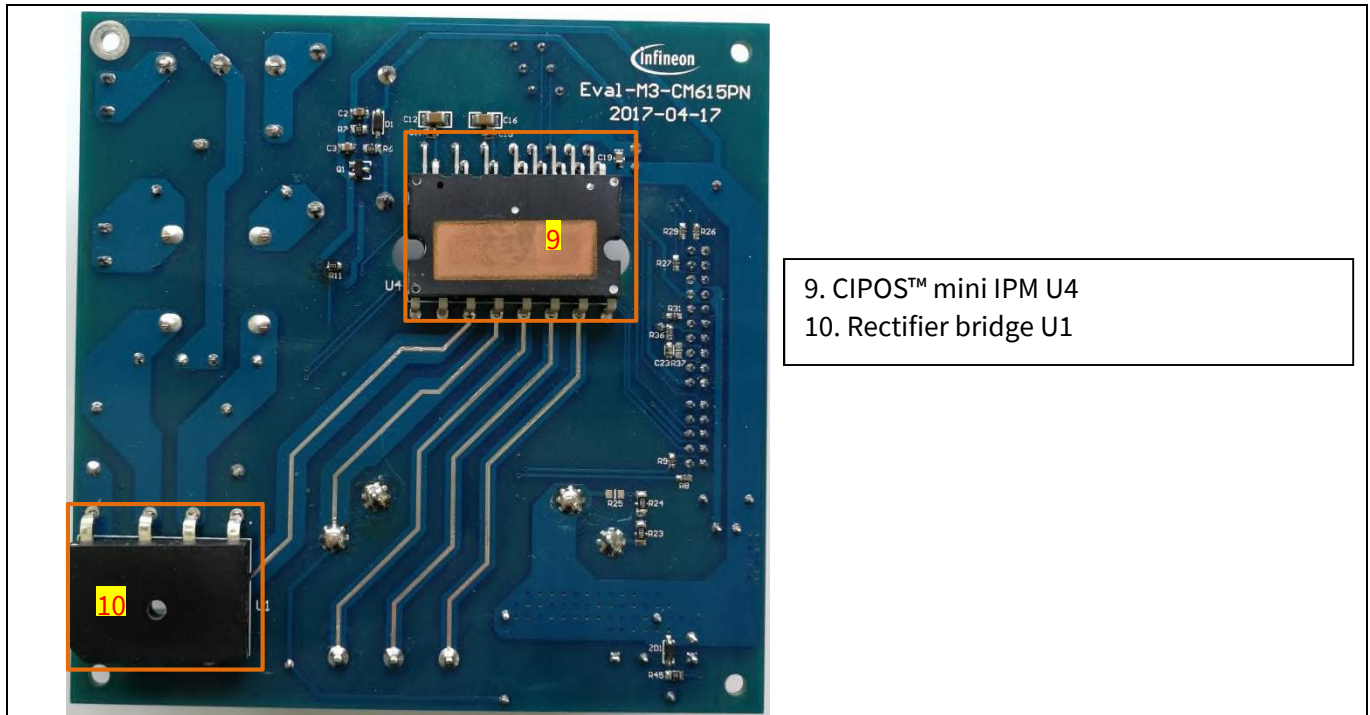 infineon
Eval-M3-CM615PN
2017-04-17
C2
R7
D1
C3
R6
Q1
C12
C16
C18
C19
9
U4
R11
R29
R26
R27
R31
R36
C23
R37
R9
R8
R25
R24
R23
10
U1
ZD1
R45
9. CIPOS™ mini IPM U4
10. Rectifier bridge U1